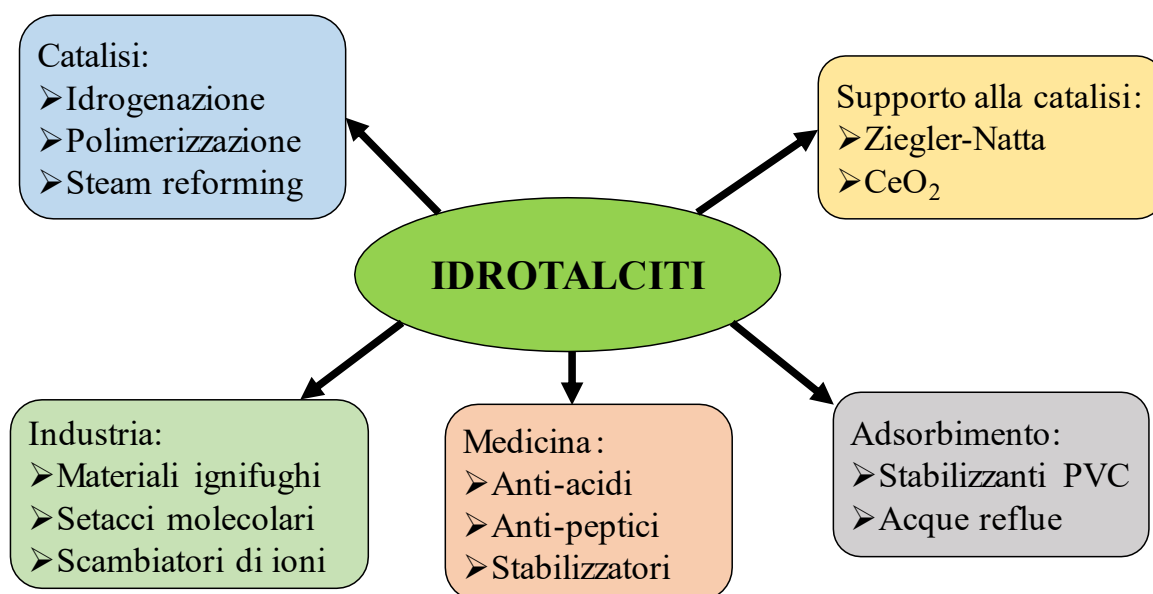 Catalisi:
➢Idrogenazione
➢Polimerizzazione
➢Steam reforming
Supporto alla catalisi:
➢Ziegler-Natta
➢CeO₂
IDROTALCITI
Industria:
➢Materiali ignifughi
➢Setacci molecolari
➢Scambiatori di ioni
Medicina:
➢Anti-acidi
➢Anti-peptici
➢Stabilizzatori
Adsorbimento:
➢Stabilizzanti PVC
➢Acque reflue